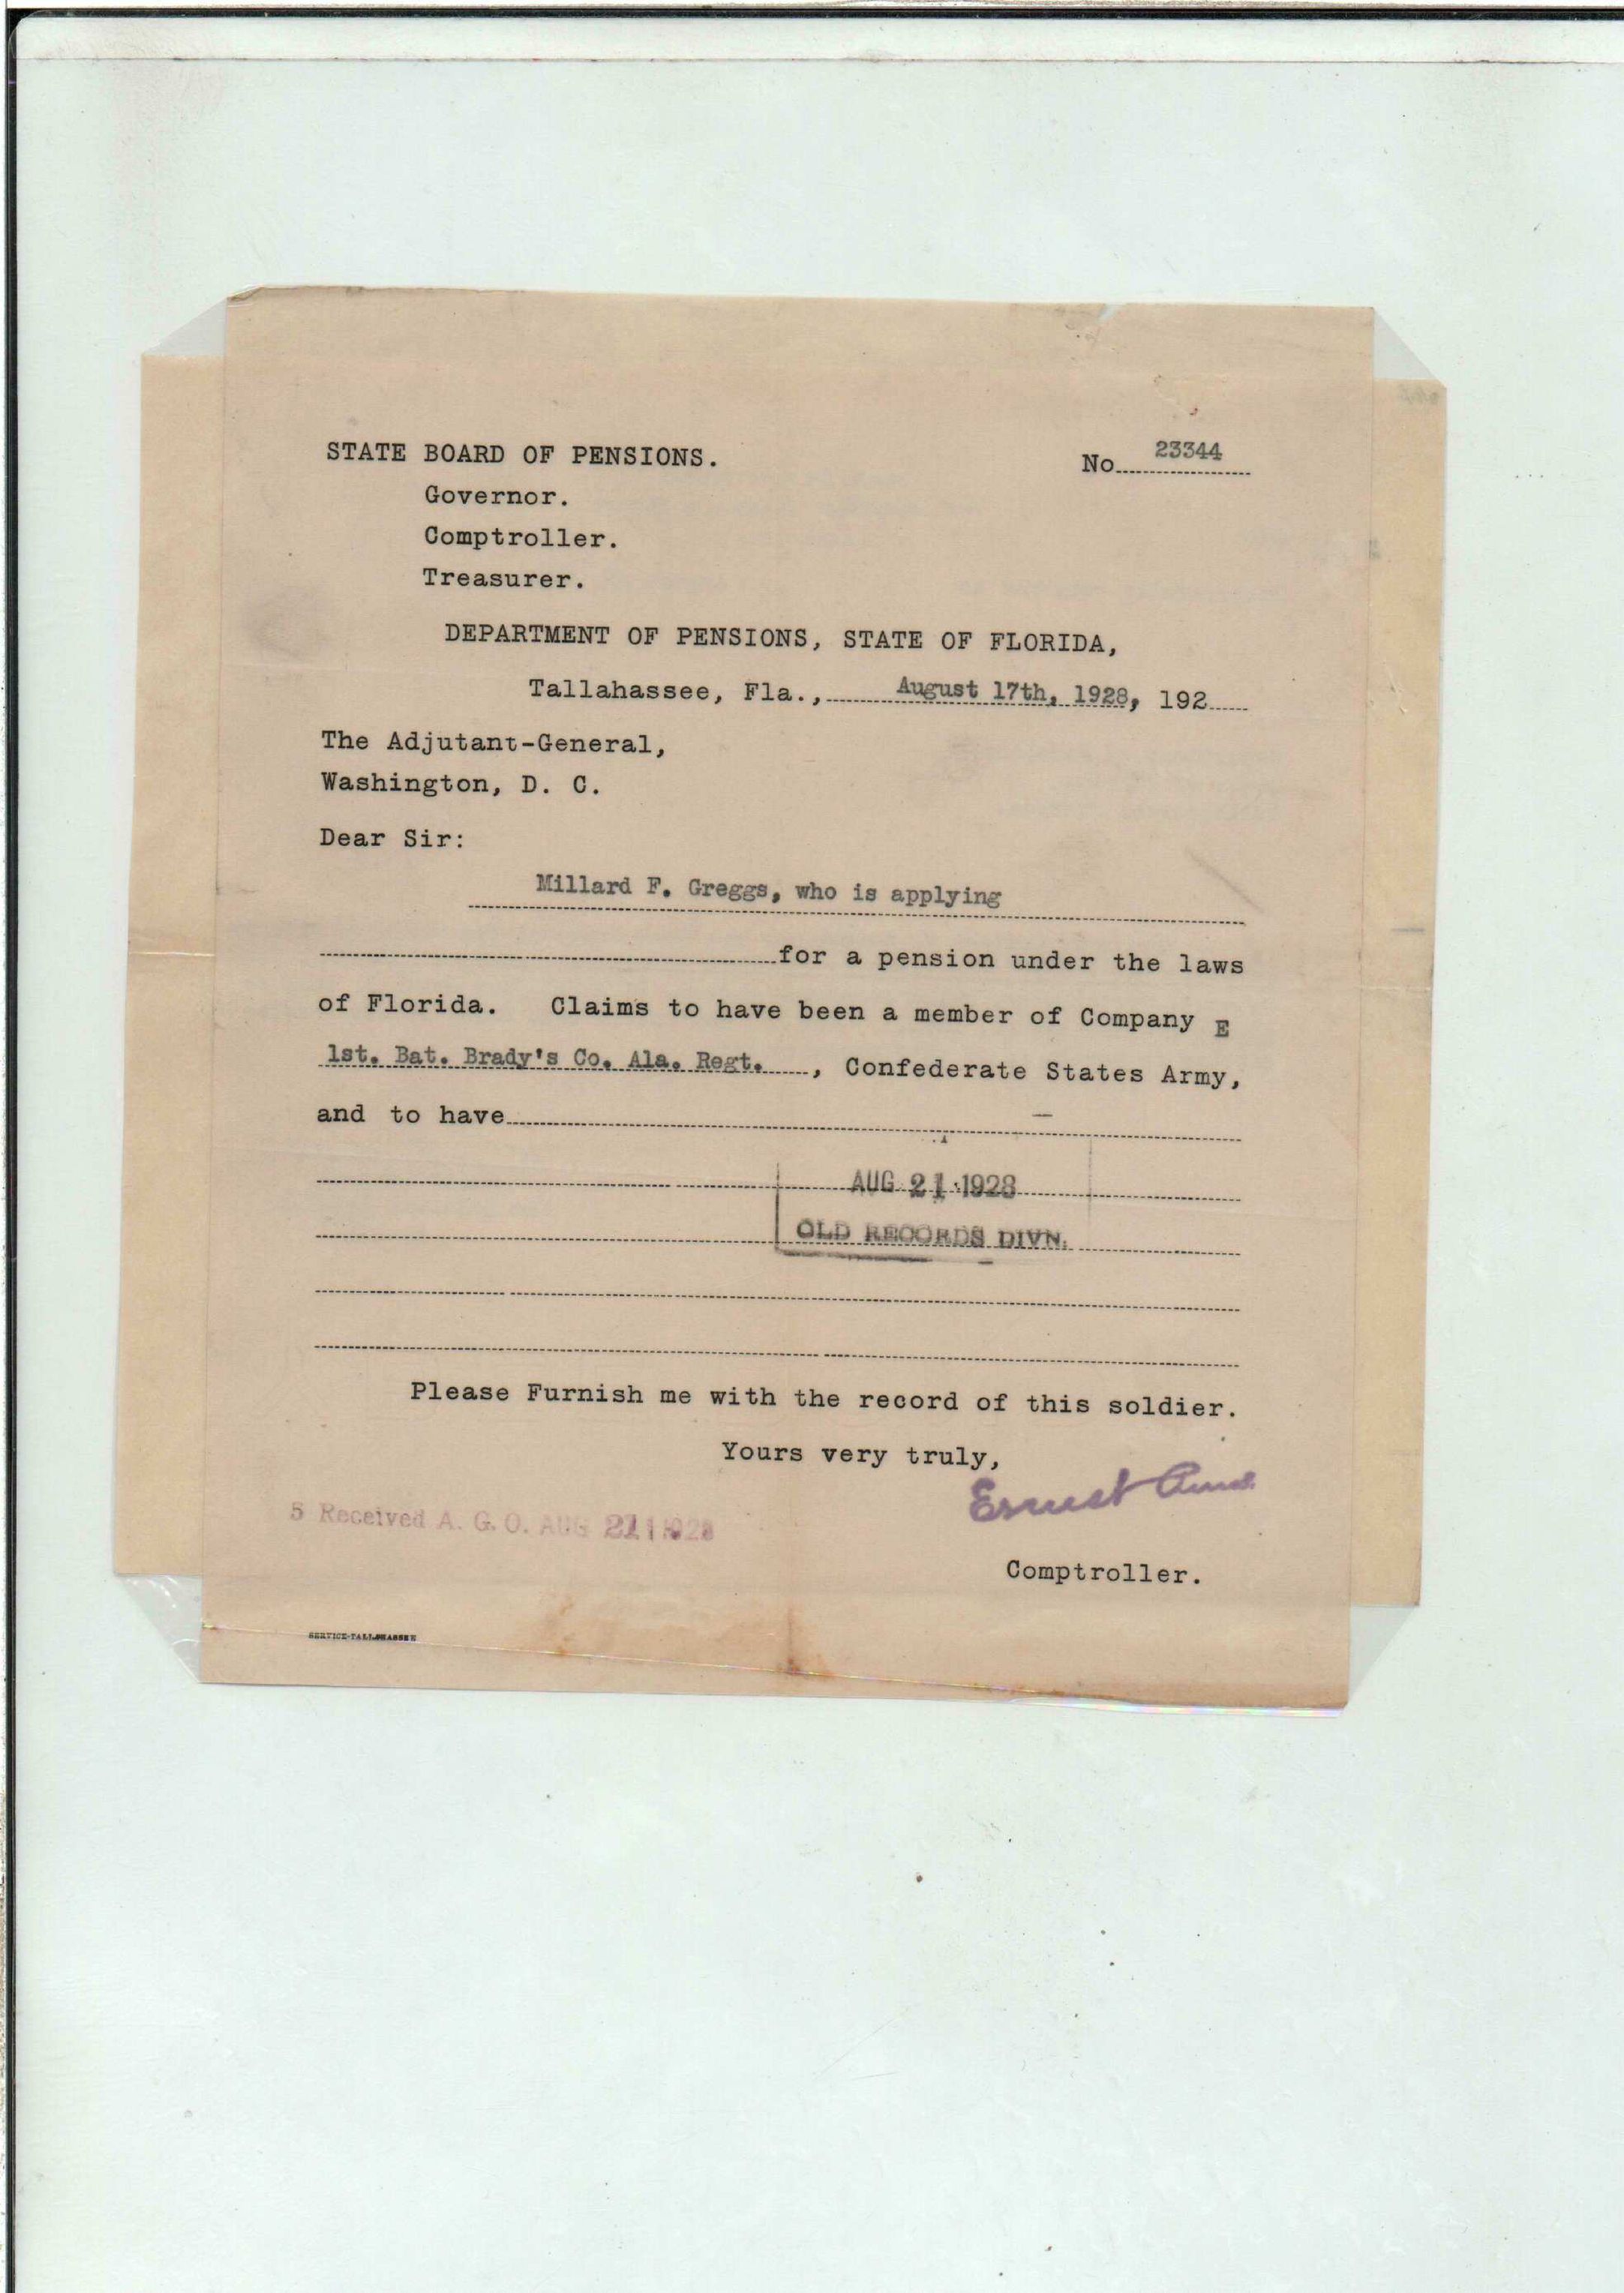 STATE BOARD OF PENSIONS.
No. 23344
Governor.
Comptroller.
Treasurer.
DEPARTMENT OF PENSIONS, STATE OF FLORIDA,
Tallahassee, Fla., August 17th, 1928, 192
The Adjutant-General,
Washington, D. C.
Dear Sir:
Millard F. Greggs, who is applying
for a pension under the laws
of Florida. Claims to have been a member of Company E
1st. Bat. Brady's Co. Ala. Regt. , Confederate States Army,
and to have
AUG 21 1928
OLD RECORDS DIVN.
Please Furnish me with the record of this soldier.
Yours very truly,
Ernest Amos
5 Received A. G. O. AUG 21 1928
Comptroller.
SERVICE-TALLAHASSEE